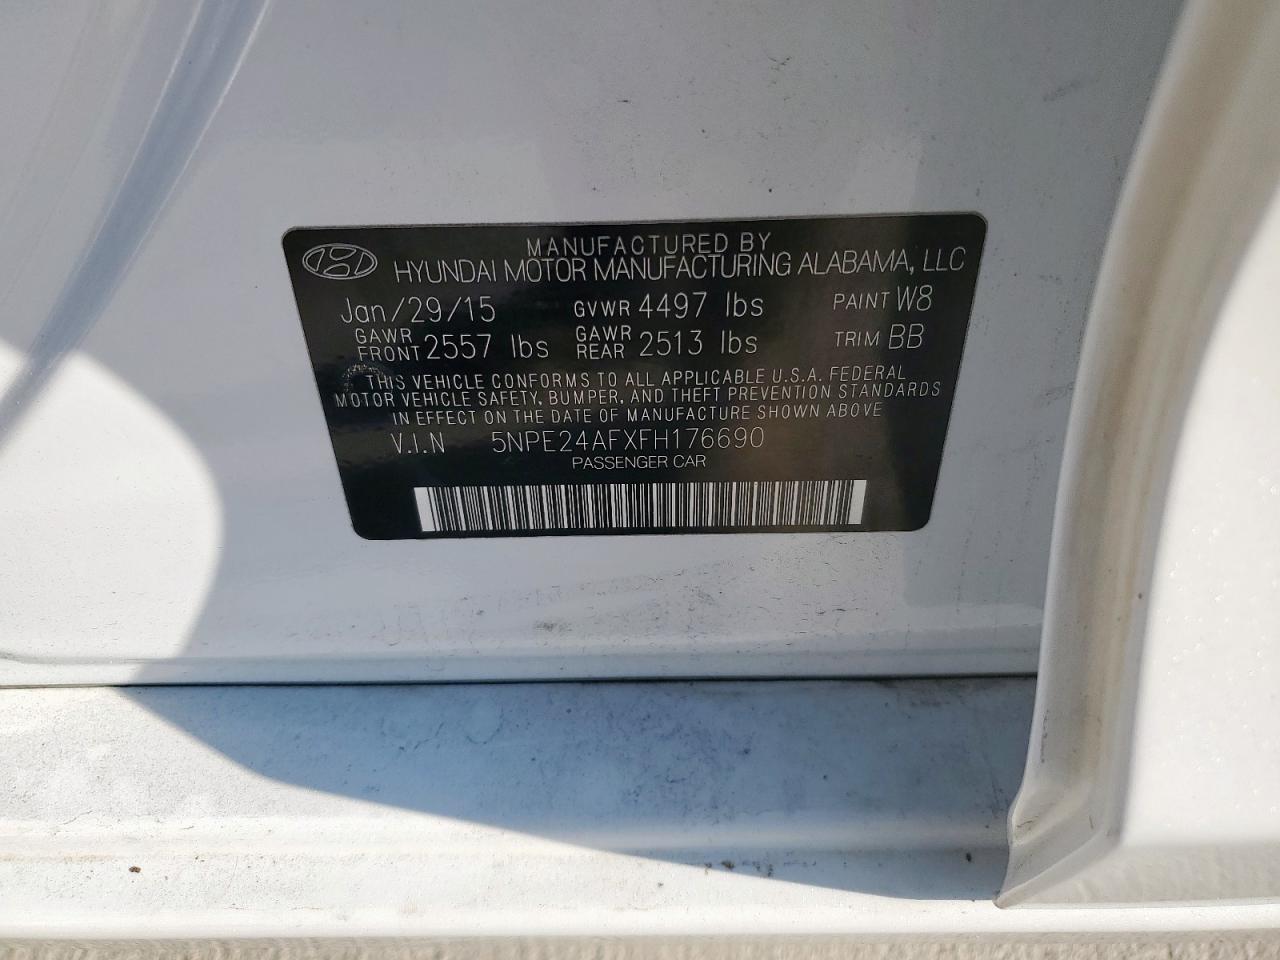 MANUFACTURED BY
HYUNDAI MOTOR MANUFACTURING ALABAMA, LLC
Jan/29/15 GVWR 4497 lbs PAINT W8
GAWR FRONT 2557 lbs GAWR REAR 2513 lbs TRIM BB
THIS VEHICLE CONFORMS TO ALL APPLICABLE U.S.A. FEDERAL
MOTOR VEHICLE SAFETY, BUMPER, AND THEFT PREVENTION STANDARDS
IN EFFECT ON THE DATE OF MANUFACTURE SHOWN ABOVE
V.I.N 5NPE24AFXFH176690
PASSENGER CAR